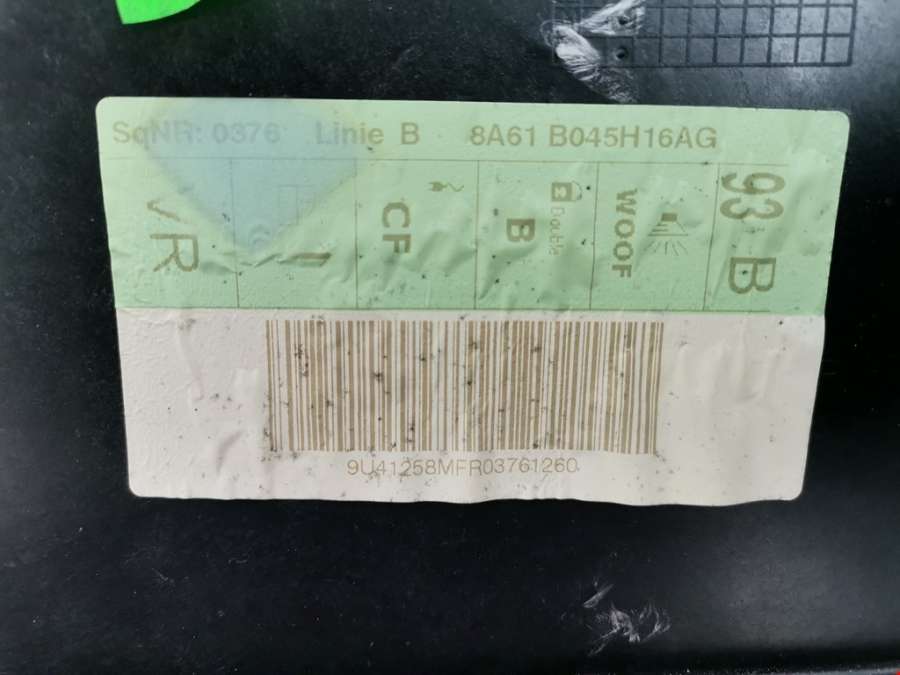 SqNR: 0376 Linie B 8A61 B045H16AG
VR
CF
Double
B
WOOF
93
B
9U41258MFR03761260